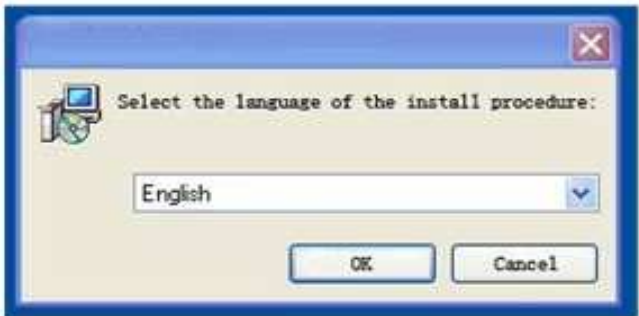 Select the language of the install procedure:
English
OK
Cancel